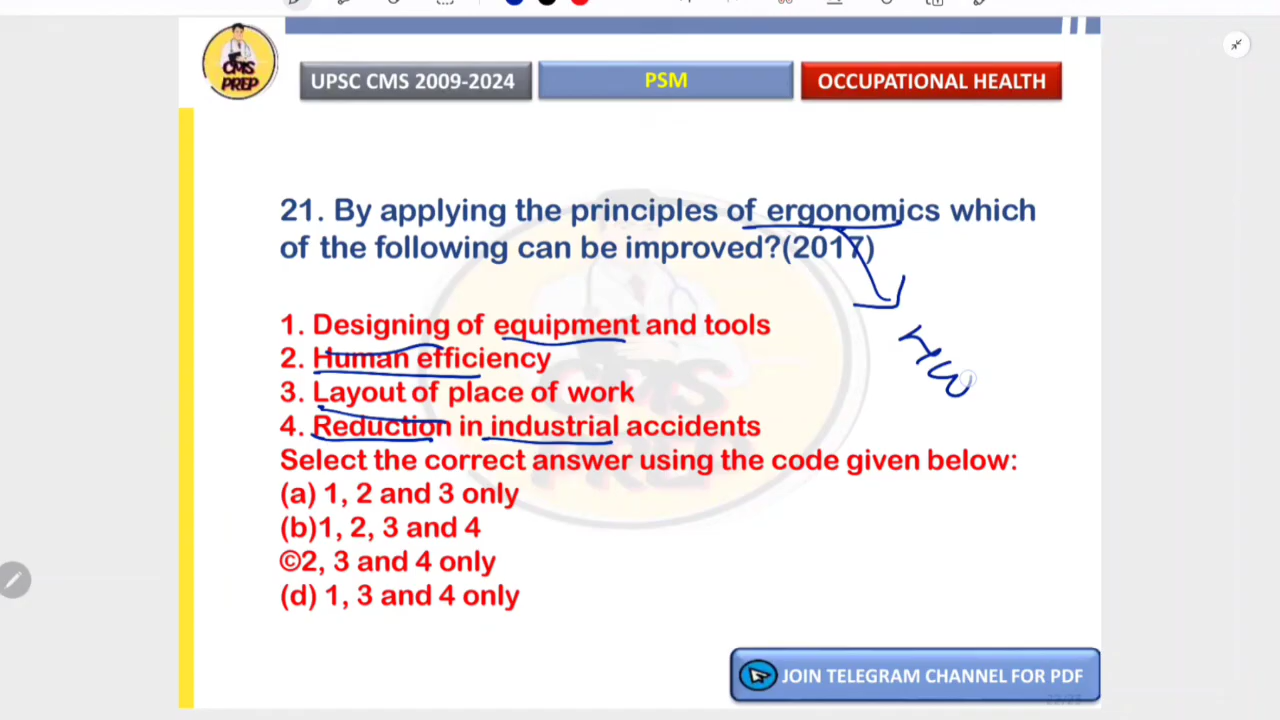 CMS
PREP
UPSC CMS 2009-2024
PSM
OCCUPATIONAL HEALTH
21. By applying the principles of ergonomics which
of the following can be improved?(2017)
1. Designing of equipment and tools
2. Human efficiency
3. Layout of place of work
4. Reduction in industrial accidents
Select the correct answer using the code given below:
(a) 1, 2 and 3 only
(b)1, 2, 3 and 4
©2, 3 and 4 only
(d) 1, 3 and 4 only
JOIN TELEGRAM CHANNEL FOR PDF
22/23